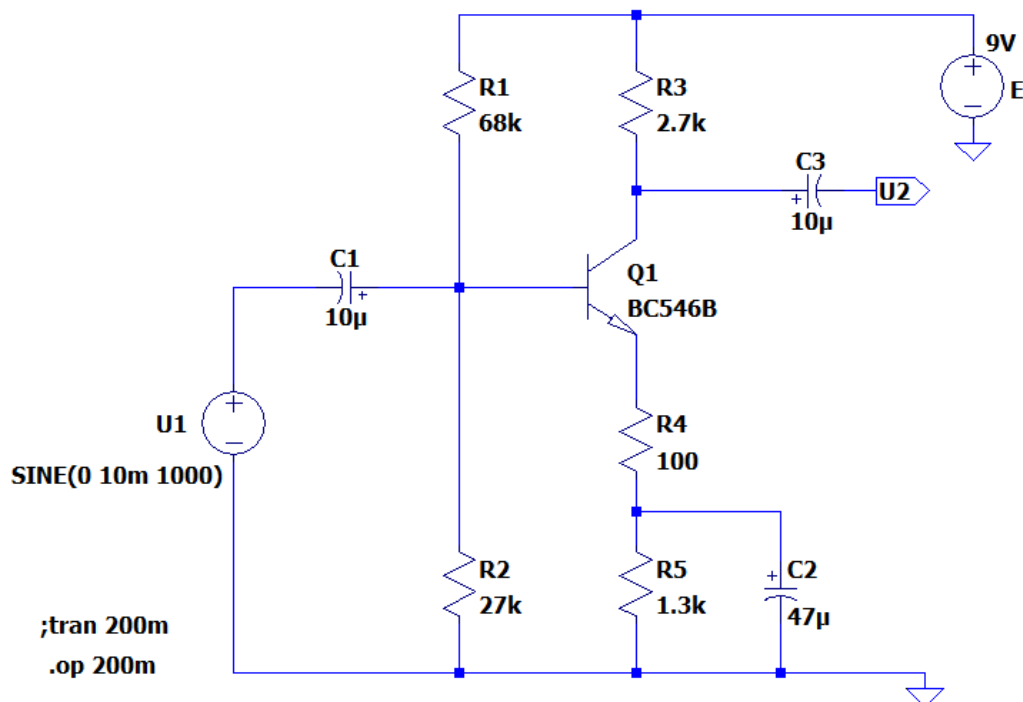 9V
E
R1
68k
R3
2.7k
C3
+
10µ
U2
C1
+
10µ
Q1
BC546B
U1
SINE(0 10m 1000)
R4
100
R2
27k
R5
1.3k
C2
+
47µ
;tran 200m
.op 200m